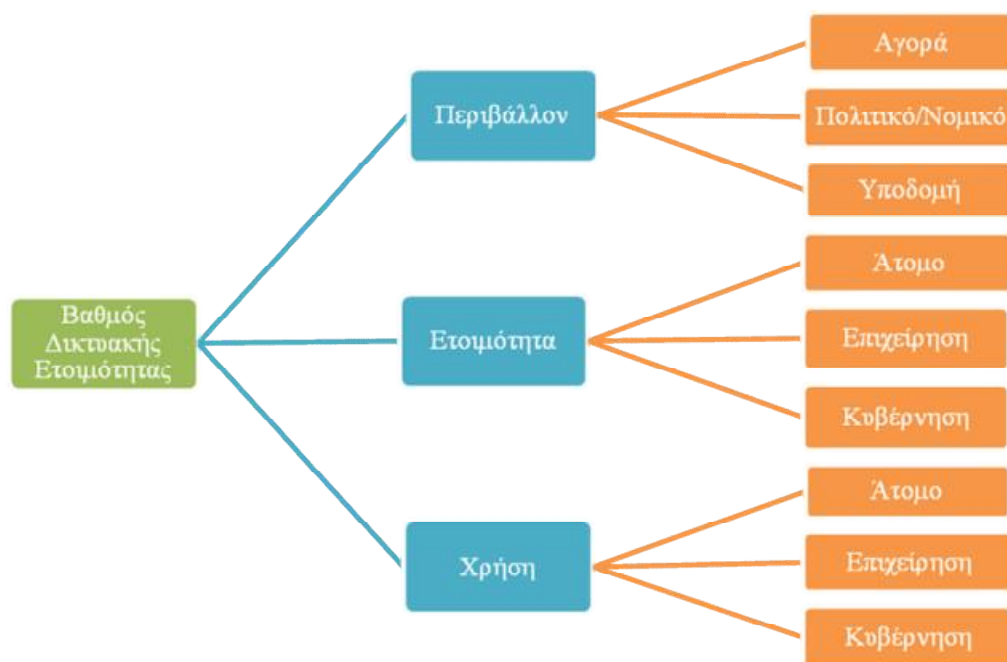 Βαθμός
Δικτυακής
Ετοιμότητας
Περιβάλλον
Αγορά
Πολιτικό/Νομικό
Υποδομή
Ετοιμότητα
Άτομο
Επιχείρηση
Κυβέρνηση
Χρήση
Άτομο
Επιχείρηση
Κυβέρνηση